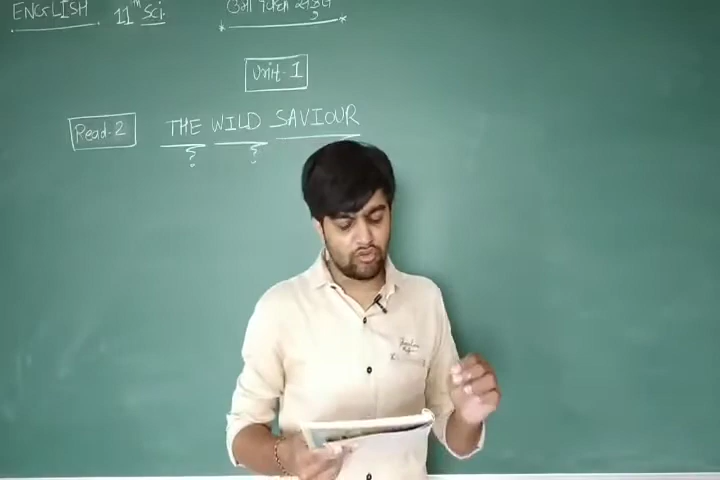 ENGLISH 11th Sci.
Unit-1
Read-2 THE WILD SAVIOUR
? ?